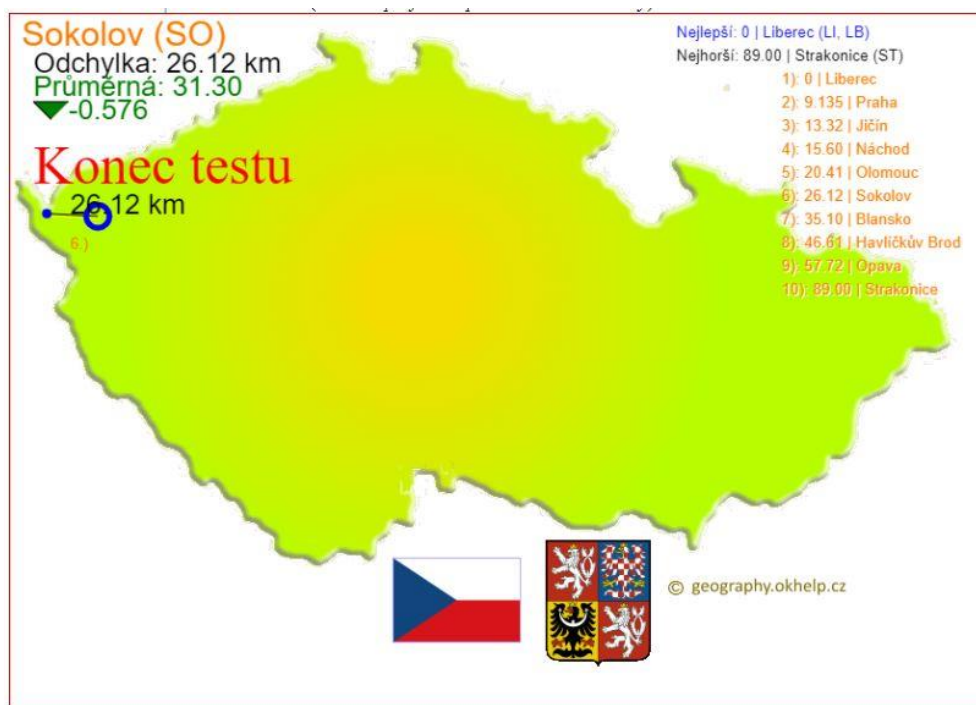 Sokolov (SO)
Odchylka: 26.12 km
Průměrná: 31.30
-0.576
Konec testu
26.12 km
6.)
Nejlepší: 0 | Liberec (LI, LB)
Nejhorší: 89.00 | Strakonice (ST)
1): 0 | Liberec
2): 9.135 | Praha
3): 13.32 | Jičín
4): 15.60 | Náchod
5): 20.41 | Olomouc
6): 26.12 | Sokolov
7): 35.10 | Blansko
8): 46.61 | Havlíčkův Brod
9): 57.72 | Opava
10): 89.00 | Strakonice
© geography.okhelp.cz